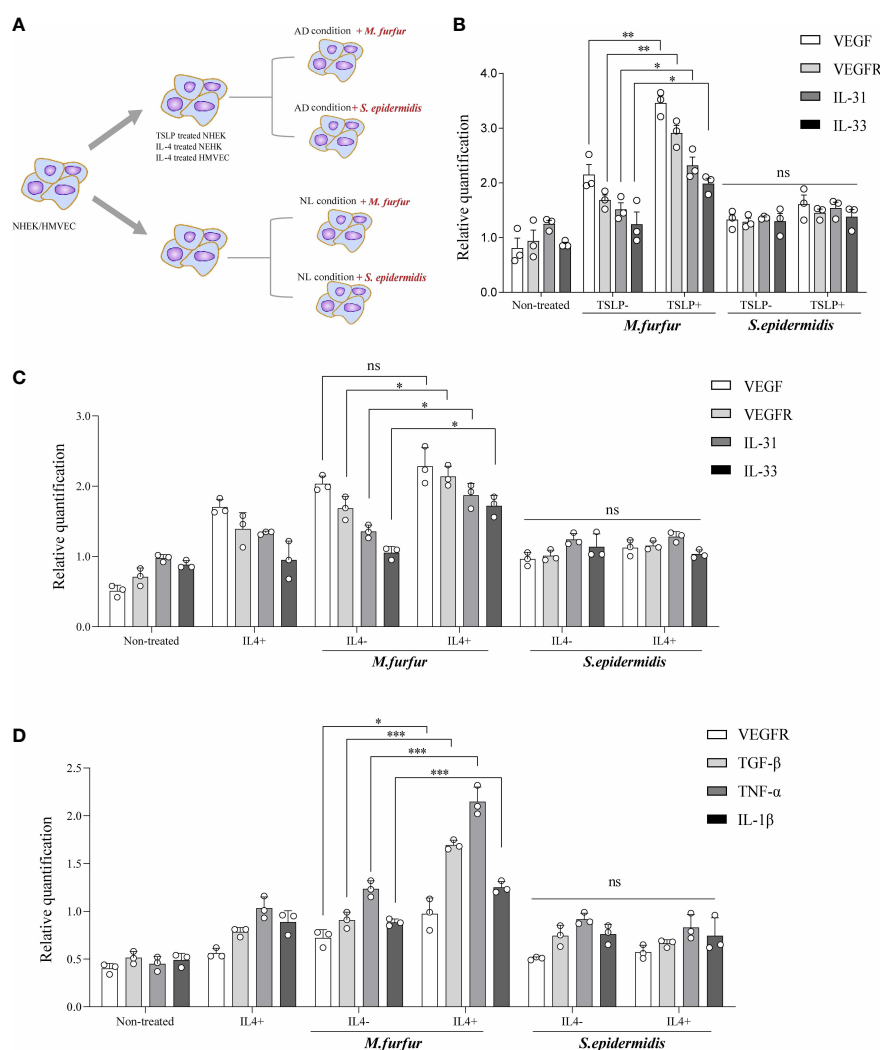 A
AD condition + M. furfur
AD condition+ S. epidermidis
TSLP treated NHEK
IL-4 treated NEHK
IL-4 treated HMVEC
NHEK/HMVEC
NL condition + M. furfur
NL condition + S. epidermidis
B
VEGF
VEGFR
IL-31
IL-33
**
**
*
*
ns
Relative quantification
4.0
3.0
2.0
1.0
0.0
Non-treated TSLP- TSLP+ TSLP- TSLP+
M.furfur S.epidermidis
C
VEGF
VEGFR
IL-31
IL-33
ns
*
*
*
ns
Relative quantification
3.0
2.0
1.0
0.0
Non-treated IL4+ IL4- IL4+ IL4- IL4+
M.furfur S.epidermidis
D
VEGFR
TGF-β
TNF-α
IL-1β
*
***
***
***
ns
Relative quantification
2.5
2.0
1.5
1.0
0.5
0.0
Non-treated IL4+ IL4- IL4+ IL4- IL4+
M.furfur S.epidermidis